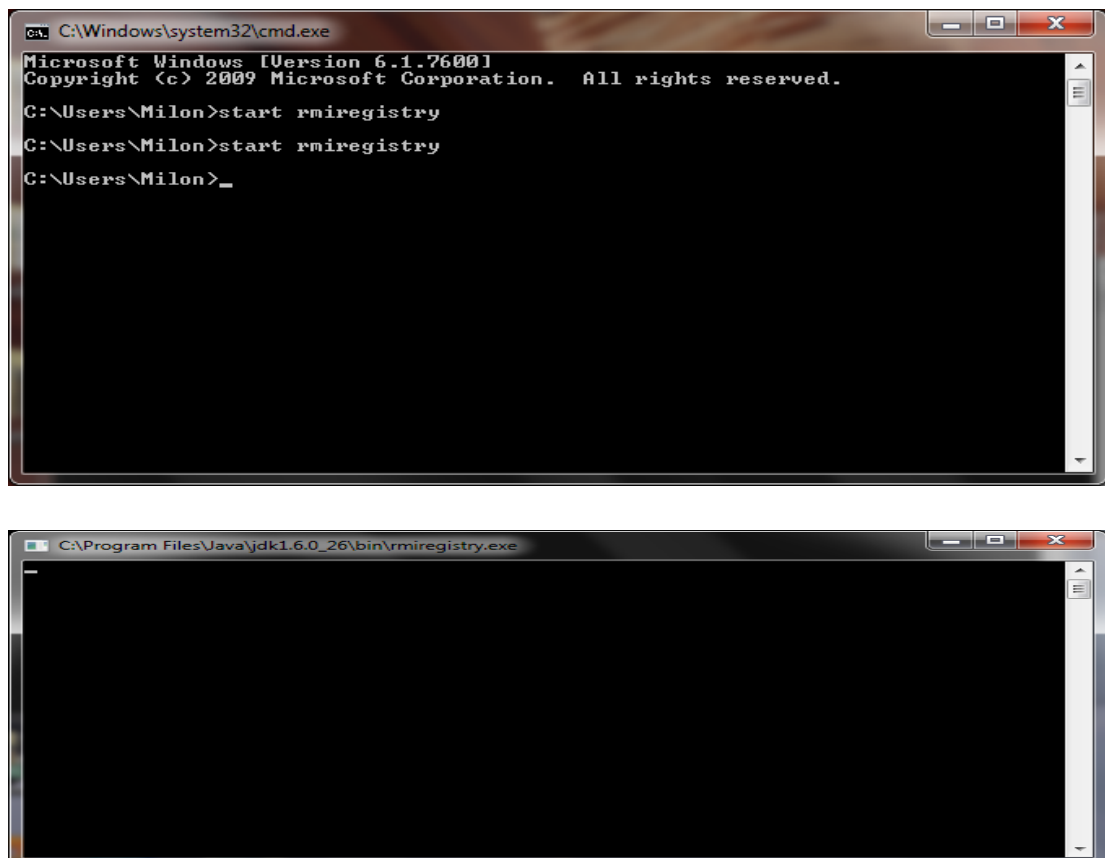 C:\Windows\system32\cmd.exe
Microsoft Windows [Version 6.1.7600]
Copyright (c) 2009 Microsoft Corporation.  All rights reserved.
C:\Users\Milon>start rmiregistry
C:\Users\Milon>start rmiregistry
C:\Users\Milon>_
C:\Program Files\Java\jdk1.6.0_26\bin\rmiregistry.exe